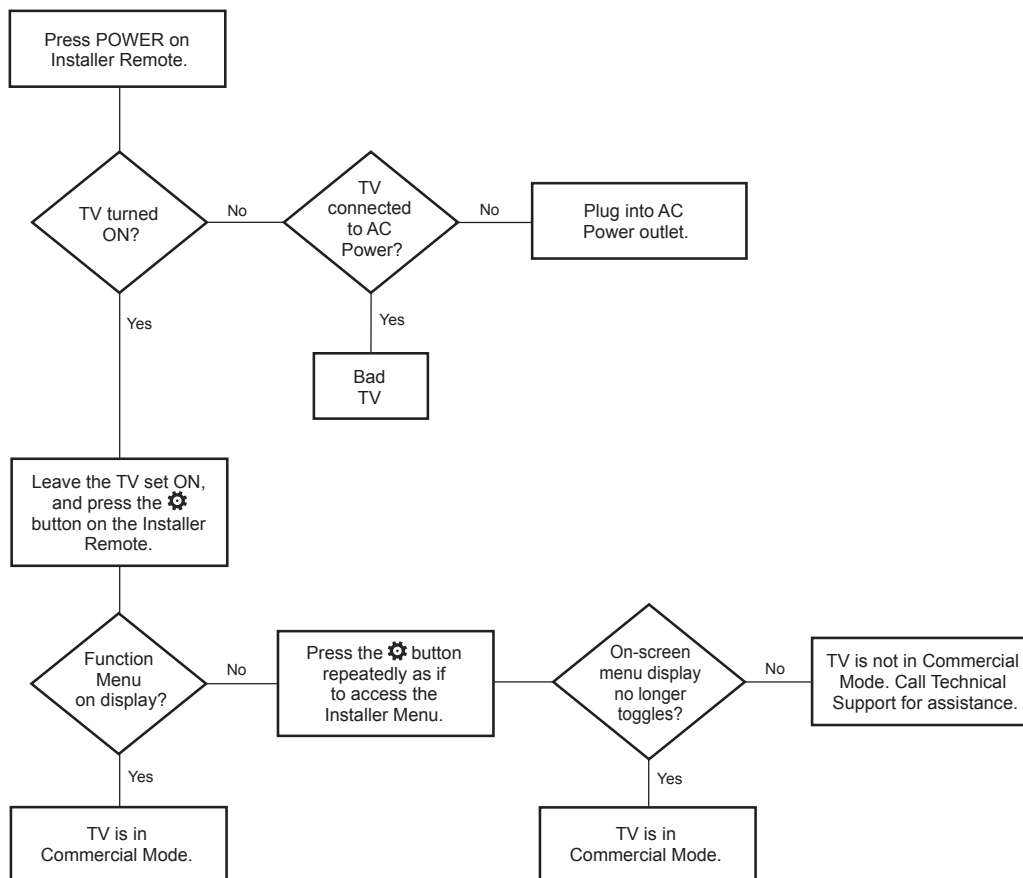 Press POWER on
Installer Remote.
TV turned
ON?
No
TV
connected
to AC
Power?
No
Plug into AC
Power outlet.
Yes
Yes
Bad
TV
Leave the TV set ON,
and press the ⚙
button on the Installer
Remote.
Function
Menu
on display?
No
Press the ⚙ button
repeatedly as if
to access the
Installer Menu.
On-screen
menu display
no longer
toggles?
No
TV is not in Commercial
Mode. Call Technical
Support for assistance.
Yes
TV is in
Commercial Mode.
Yes
TV is in
Commercial Mode.